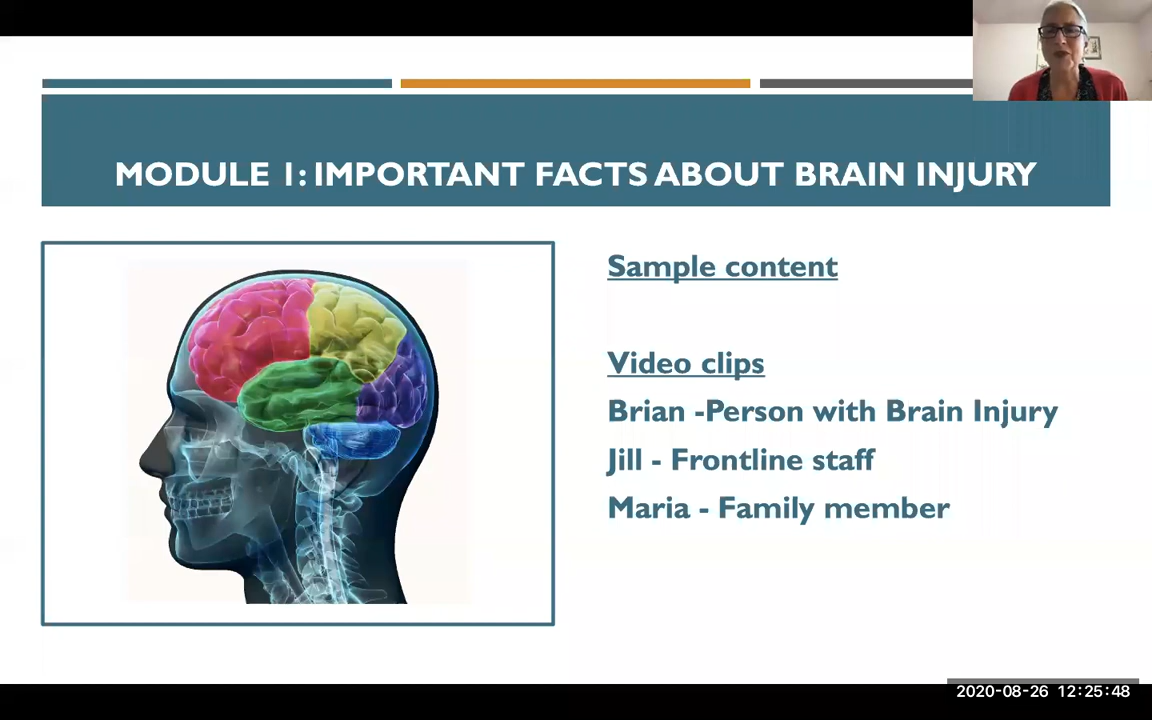 MODULE 1: IMPORTANT FACTS ABOUT BRAIN INJURY
Sample content
Video clips
Brian -Person with Brain Injury
Jill - Frontline staff
Maria - Family member
2020-08-26 12:25:48